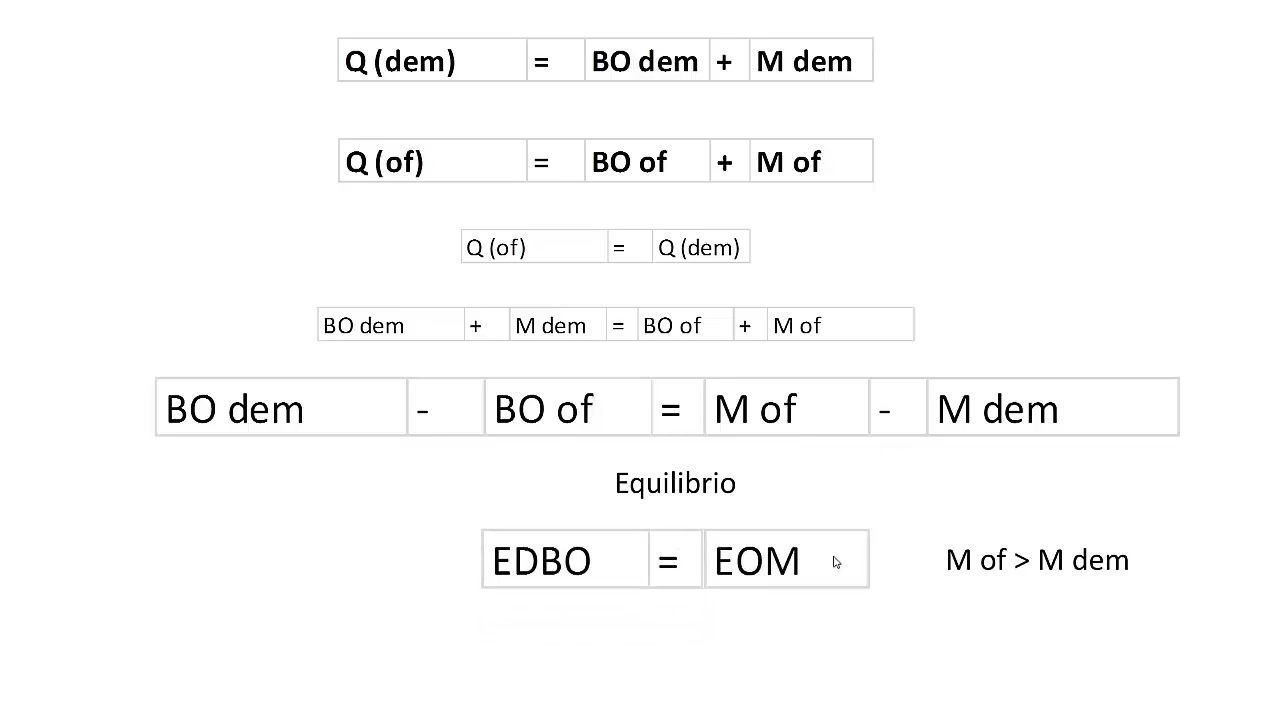 Q (dem) = BO dem + M dem
Q (of) = BO of + M of
Q (of) = Q (dem)
BO dem + M dem = BO of + M of
BO dem - BO of = M of - M dem
Equilibrio
EDBO = EOM M of > M dem